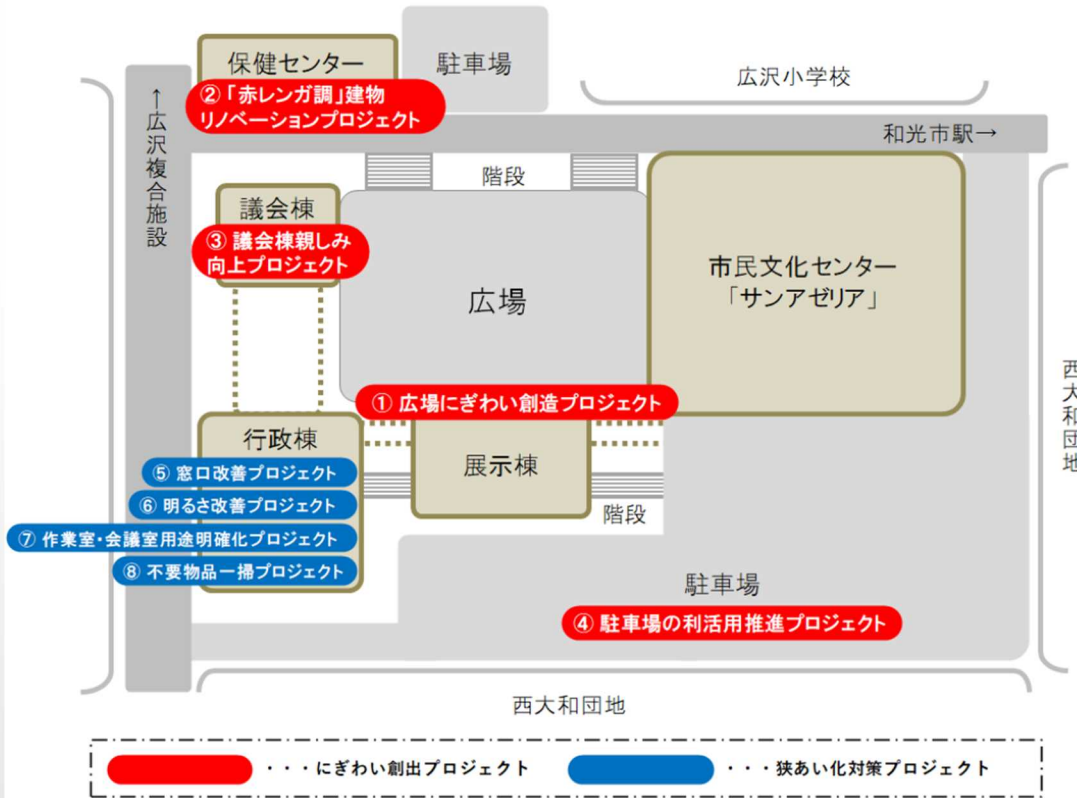 保健センター
駐車場
広沢小学校
②「赤レンガ調」建物
リノベーションプロジェクト
↑広沢複合施設
和光市駅→
階段
議会棟
③ 議会棟親しみ
向上プロジェクト
広場
市民文化センター
「サンアゼリア」
西大和団地
① 広場にぎわい創造プロジェクト
行政棟
展示棟
⑤ 窓口改善プロジェクト
⑥ 明るさ改善プロジェクト
階段
⑦ 作業室・会議室用途明確化プロジェクト
⑧ 不要物品一掃プロジェクト
駐車場
④ 駐車場の利活用推進プロジェクト
西大和団地
・・・にぎわい創出プロジェクト
・・・狭あい化対策プロジェクト